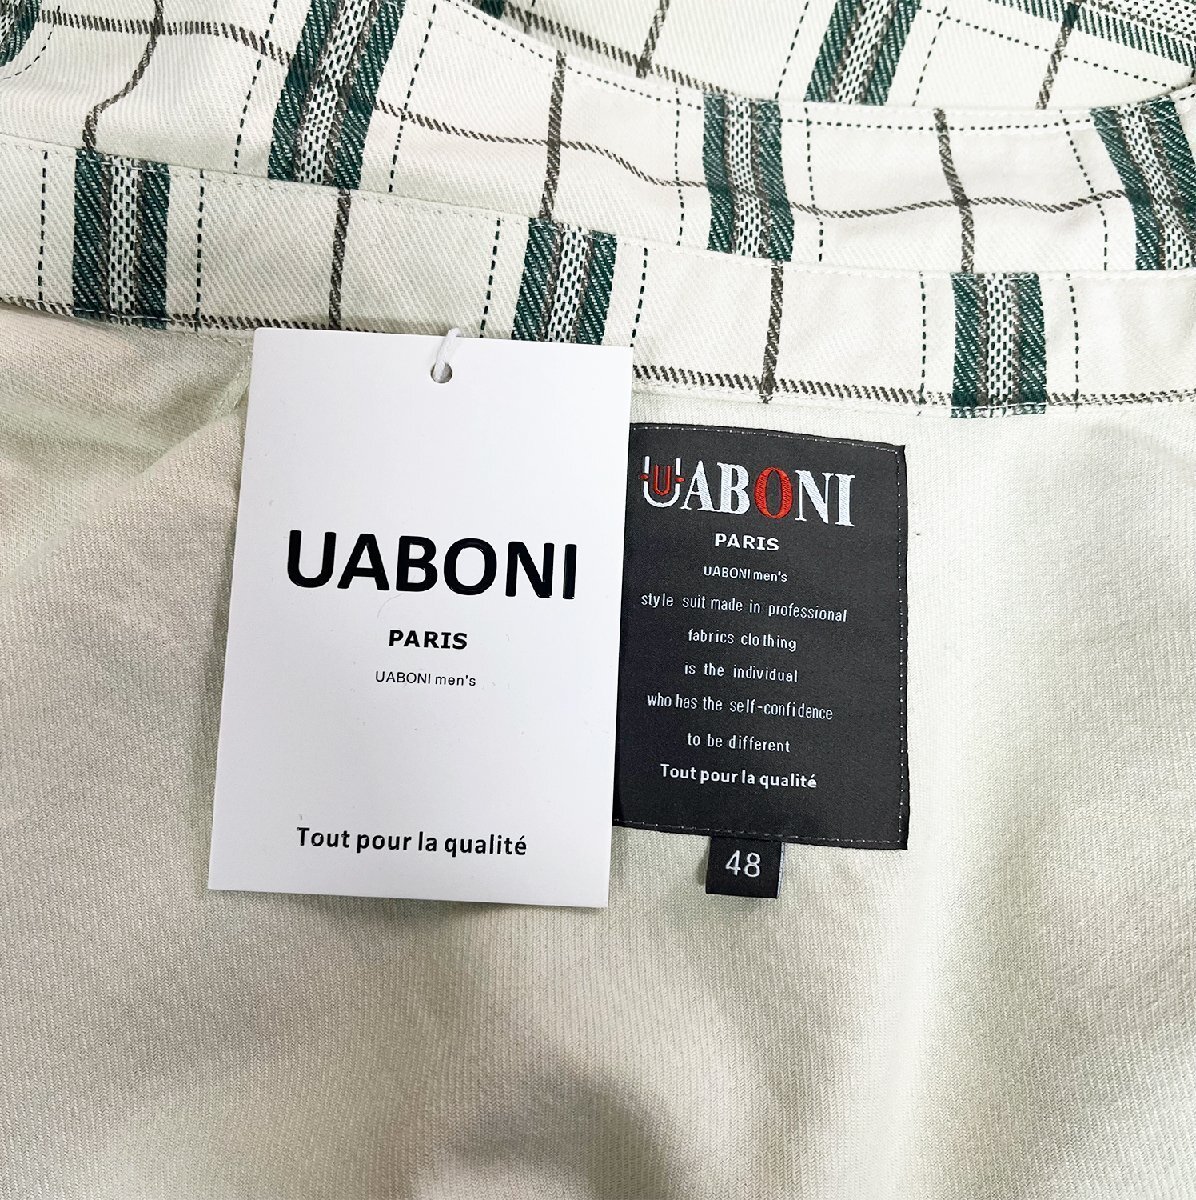 UABONI
PARIS
UABONI men's
Tout pour la qualité
UABONI
PARIS
UABONI men's
style suit made in professional
fabrics clothing
is the individual
who has the self-confidence
to be different
Tout pour la qualité
48